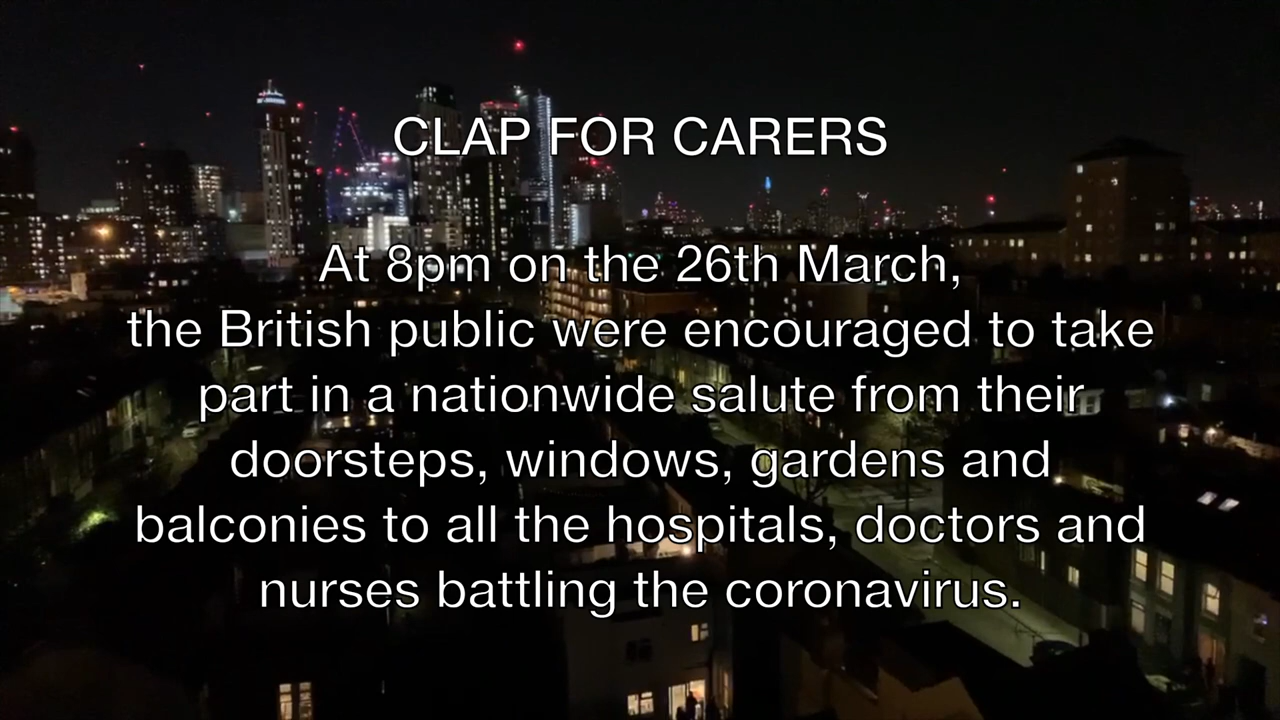 CLAP FOR CARERS
At 8pm on the 26th March,
the British public were encouraged to take
part in a nationwide salute from their
doorsteps, windows, gardens and
balconies to all the hospitals, doctors and
nurses battling the coronavirus.